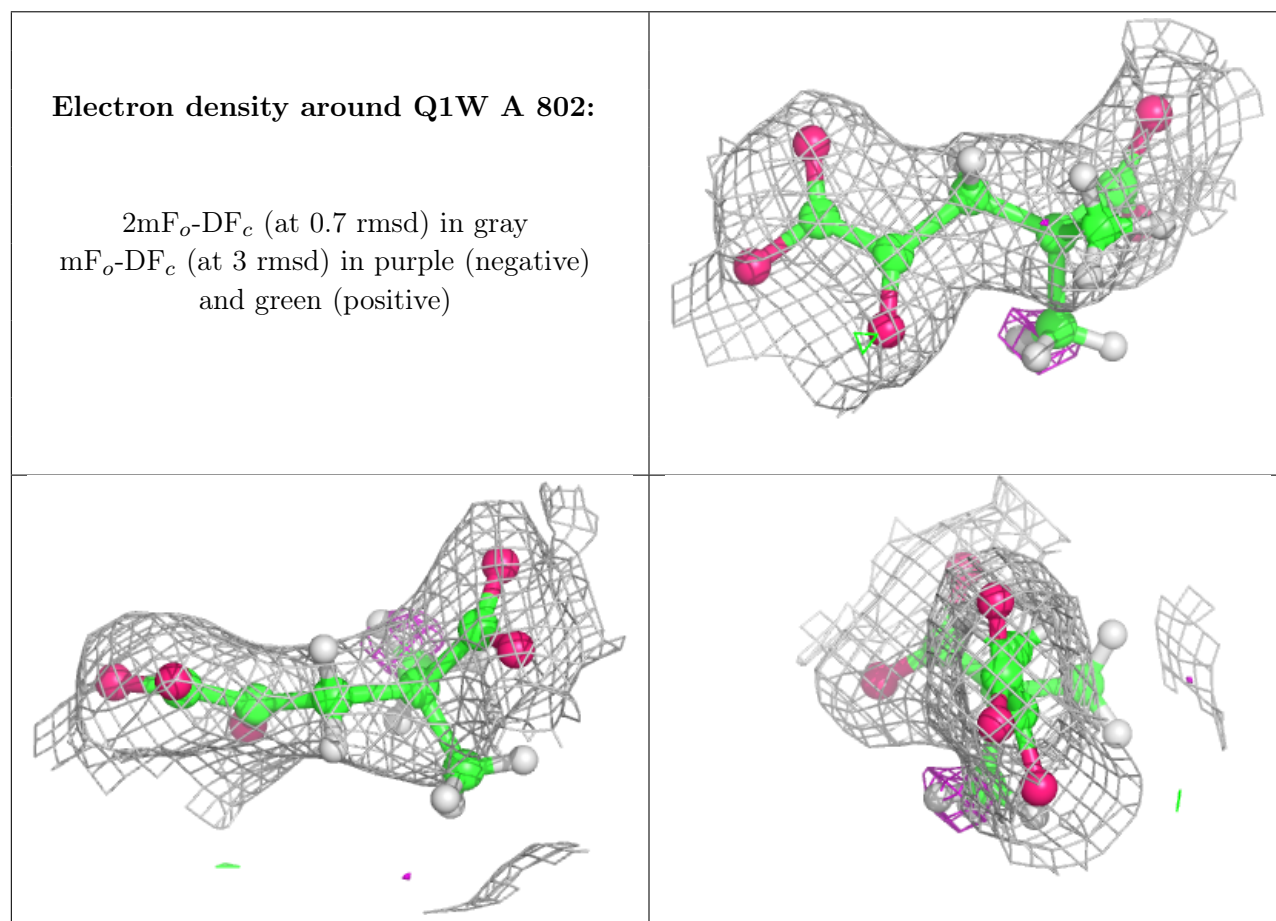 Electron density around Q1W A 802:
2mFo-DFc (at 0.7 rmsd) in gray
mFo-DFc (at 3 rmsd) in purple (negative)
and green (positive)